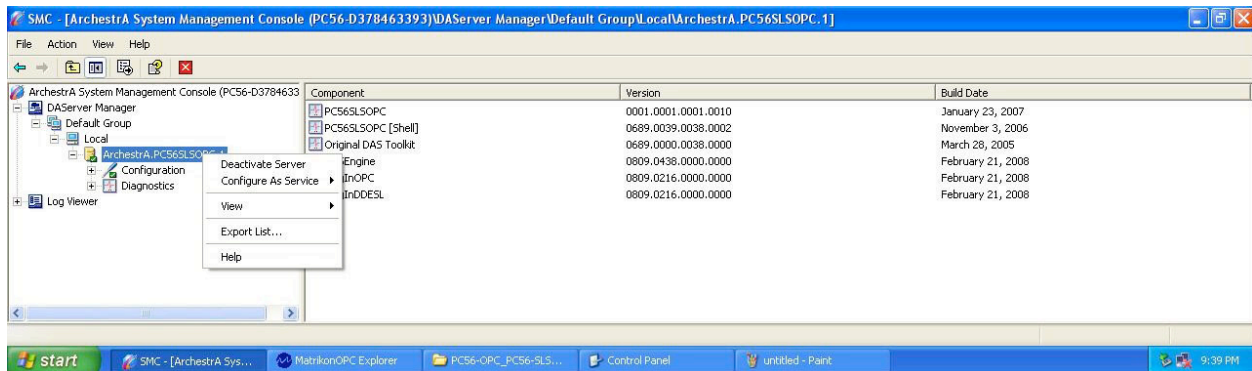 SMC - [ArchestrA System Management Console (PC56-D378463393)\DAServer Manager\Default Group\Local\ArchestrA.PC56SLSOPC.1]
File Action View Help
ArchestrA System Management Console (PC56-D3784633
DAServer Manager
Default Group
Local
ArchestrA.PC56SLSOPC.1
Configuration
Diagnostics
Log Viewer
Deactivate Server
Configure As Service
View
Export List...
Help
Component Version Build Date
PC56SLSOPC 0001.0001.0001.0010 January 23, 2007
PC56SLSOPC [Shell] 0689.0039.0038.0002 November 3, 2006
Original DAS Toolkit 0689.0000.0038.0000 March 28, 2005
Engine 0809.0438.0000.0000 February 21, 2008
InOPC 0809.0216.0000.0000 February 21, 2008
InDDESL 0809.0216.0000.0000 February 21, 2008
start SMC - [ArchestrA Sys... MatrikonOPC Explorer PC56-OPC_PC56-SLS... Control Panel untitled - Paint 9:39 PM